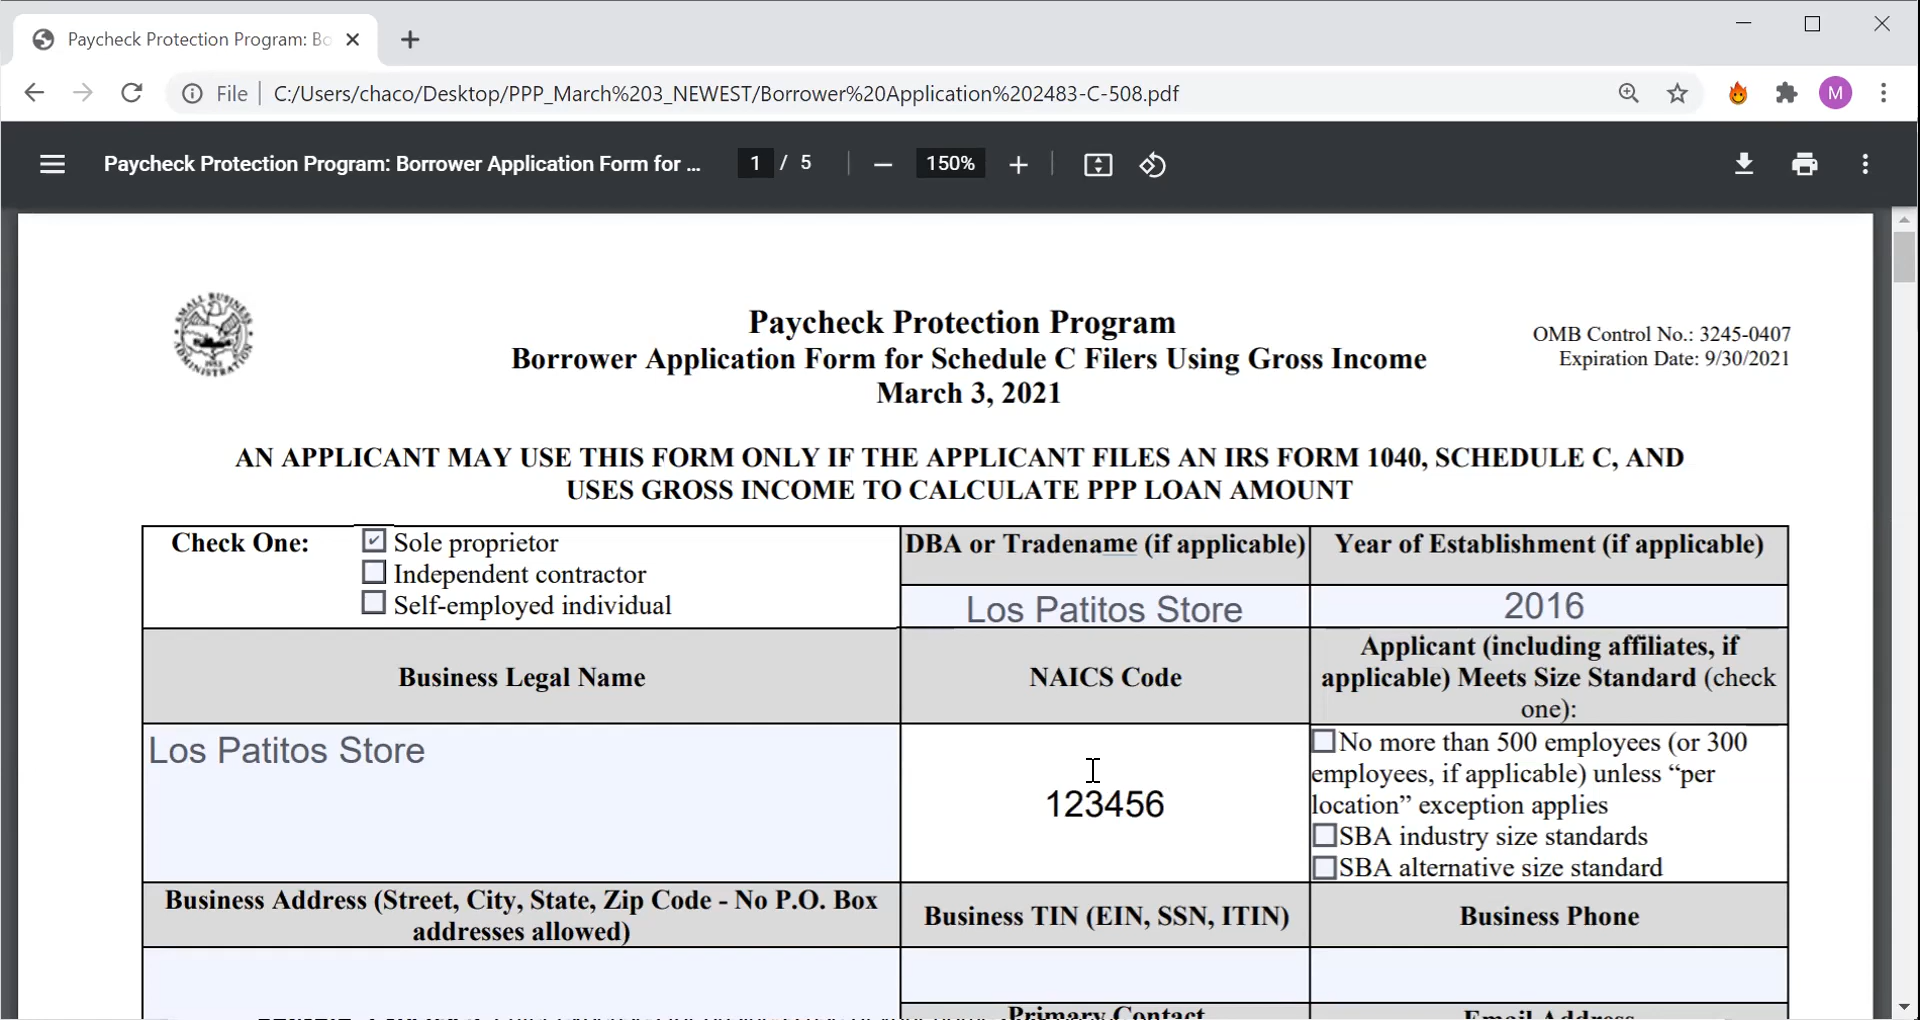 Paycheck Protection Program: Bo
File
C:/Users/chaco/Desktop/PPP_March%203_NEWEST/Borrower%20Application%202483-C-508.pdf
M
Paycheck Protection Program: Borrower Application Form for ...
1 / 5
150%
SMALL BUSINESS ADMINISTRATION
Paycheck Protection Program
Borrower Application Form for Schedule C Filers Using Gross Income
March 3, 2021
OMB Control No.: 3245-0407
Expiration Date: 9/30/2021
AN APPLICANT MAY USE THIS FORM ONLY IF THE APPLICANT FILES AN IRS FORM 1040, SCHEDULE C, AND
USES GROSS INCOME TO CALCULATE PPP LOAN AMOUNT
Check One:
Sole proprietor
Independent contractor
Self-employed individual
DBA or Tradename (if applicable)
Los Patitos Store
Year of Establishment (if applicable)
2016
Business Legal Name
Los Patitos Store
NAICS Code
123456
Applicant (including affiliates, if
applicable) Meets Size Standard (check
one):
No more than 500 employees (or 300
employees, if applicable) unless “per
location” exception applies
SBA industry size standards
SBA alternative size standard
Business Address (Street, City, State, Zip Code - No P.O. Box
addresses allowed)
Business TIN (EIN, SSN, ITIN)
Business Phone
Primary Contact
Email Address